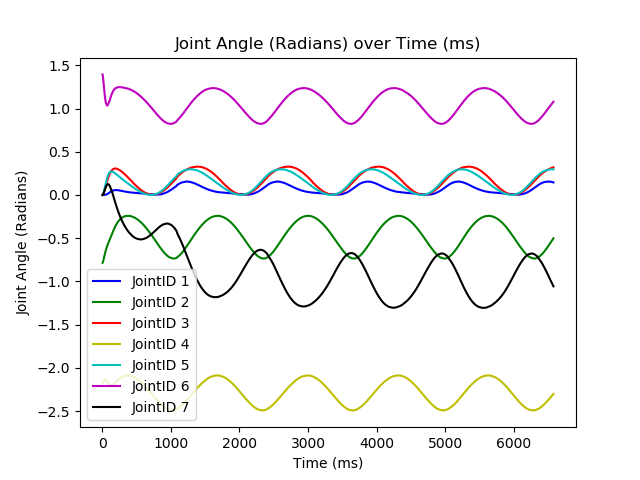 Joint Angle (Radians) over Time (ms)
1.5
1.0
0.5
0.0
−0.5
−1.0
−1.5
−2.0
−2.5
Joint Angle (Radians)
JointID 1
JointID 2
JointID 3
JointID 4
JointID 5
JointID 6
JointID 7
0 1000 2000 3000 4000 5000 6000
Time (ms)